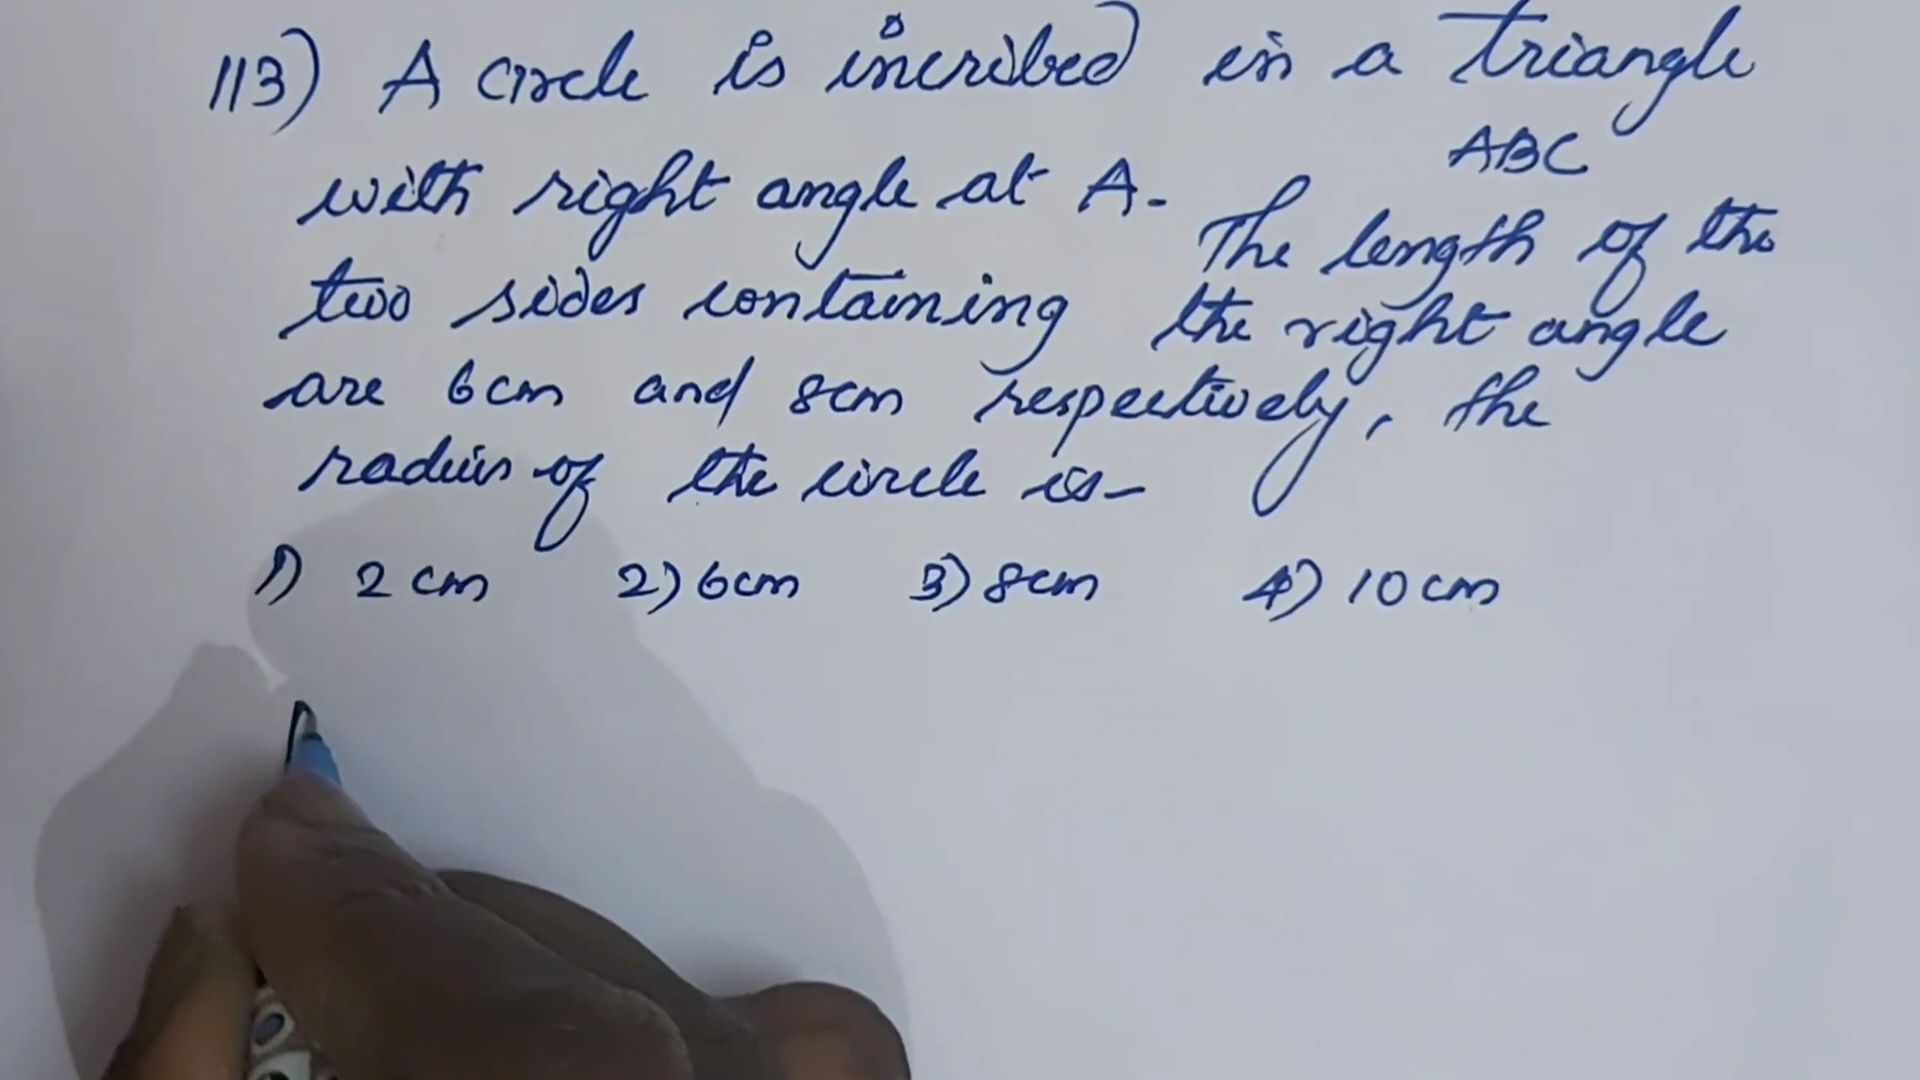 113) A circle is incribed in a triangle
ABC
with right angle at A. The length of the
two sides containing the right angle
are 6cm and 8cm respectively, the
radius of the circle is-
1) 2 cm 2) 6cm 3) 8cm 4) 10 cm